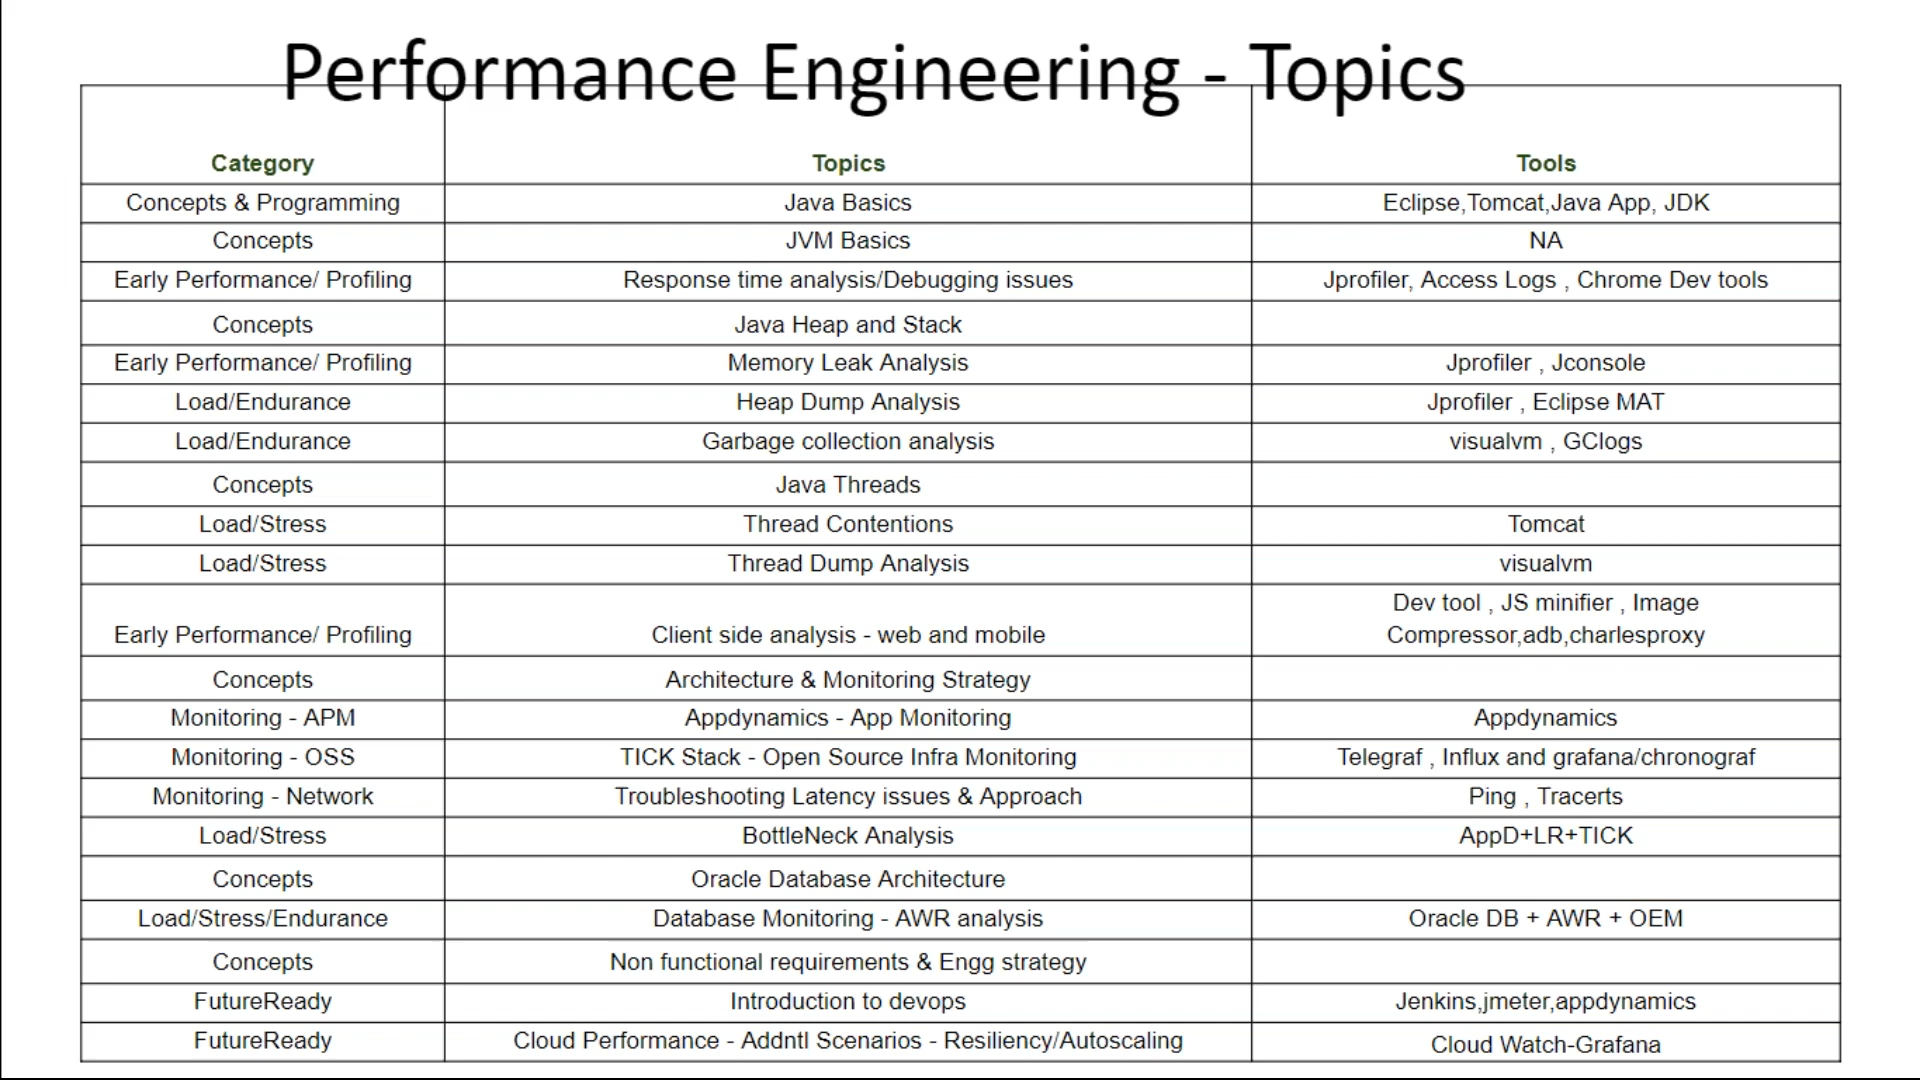 Performance Engineering - Topics
Category Topics Tools
Concepts & Programming Java Basics Eclipse,Tomcat,Java App, JDK
Concepts JVM Basics NA
Early Performance/ Profiling Response time analysis/Debugging issues Jprofiler, Access Logs , Chrome Dev tools
Concepts Java Heap and Stack
Early Performance/ Profiling Memory Leak Analysis Jprofiler , Jconsole
Load/Endurance Heap Dump Analysis Jprofiler , Eclipse MAT
Load/Endurance Garbage collection analysis visualvm , GClogs
Concepts Java Threads
Load/Stress Thread Contentions Tomcat
Load/Stress Thread Dump Analysis visualvm
Early Performance/ Profiling Client side analysis - web and mobile Dev tool , JS minifier , Image
Compressor,adb,charlesproxy
Concepts Architecture & Monitoring Strategy
Monitoring - APM Appdynamics - App Monitoring Appdynamics
Monitoring - OSS TICK Stack - Open Source Infra Monitoring Telegraf , Influx and grafana/chronograf
Monitoring - Network Troubleshooting Latency issues & Approach Ping , Tracerts
Load/Stress BottleNeck Analysis AppD+LR+TICK
Concepts Oracle Database Architecture
Load/Stress/Endurance Database Monitoring - AWR analysis Oracle DB + AWR + OEM
Concepts Non functional requirements & Engg strategy
FutureReady Introduction to devops Jenkins,jmeter,appdynamics
FutureReady Cloud Performance - Addntl Scenarios - Resiliency/Autoscaling Cloud Watch-Grafana